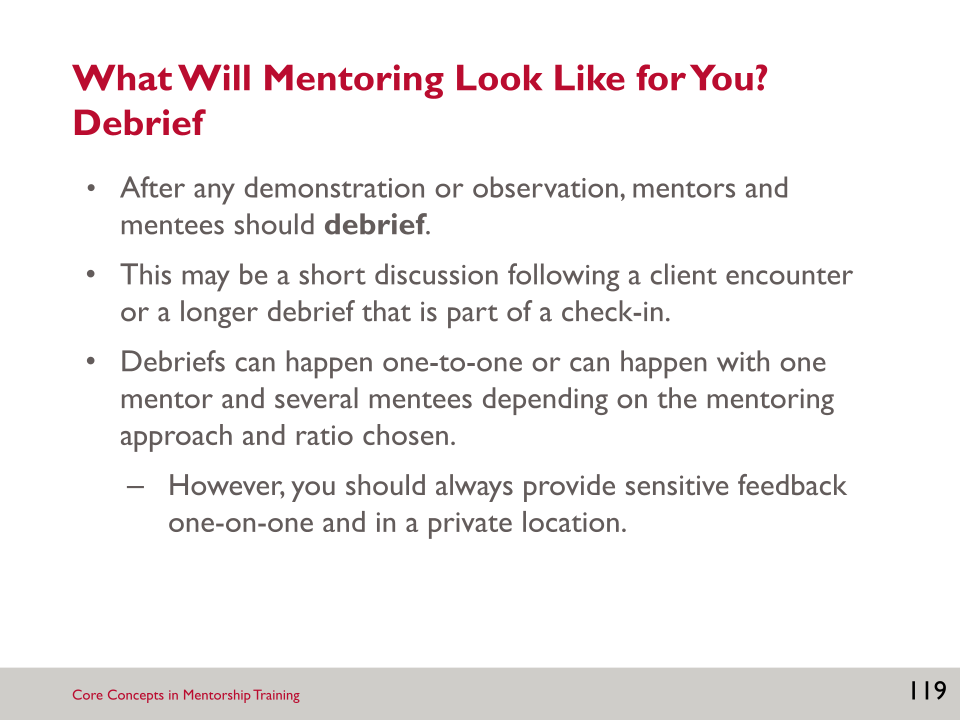 What Will Mentoring Look Like for You?
Debrief
• After any demonstration or observation, mentors and
mentees should debrief.
• This may be a short discussion following a client encounter
or a longer debrief that is part of a check-in.
• Debriefs can happen one-to-one or can happen with one
mentor and several mentees depending on the mentoring
approach and ratio chosen.
– However, you should always provide sensitive feedback
one-on-one and in a private location.
Core Concepts in Mentorship Training
119